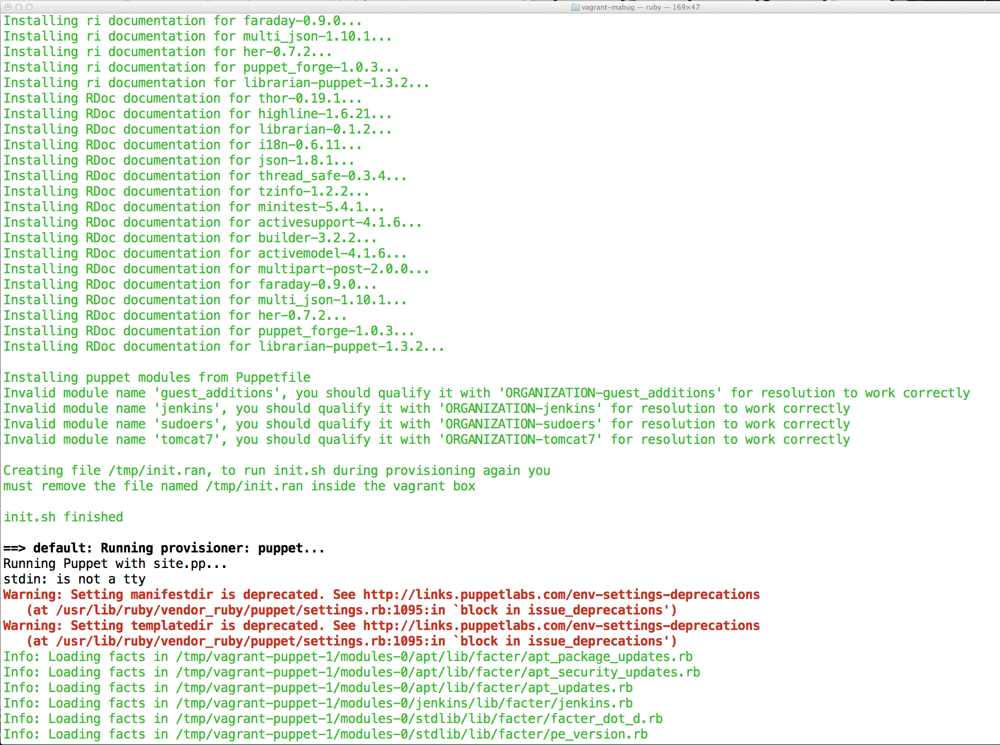 vagrant-mabug — ruby — 169×47
Installing ri documentation for faraday-0.9.0...
Installing ri documentation for multi_json-1.10.1...
Installing ri documentation for her-0.7.2...
Installing ri documentation for puppet_forge-1.0.3...
Installing ri documentation for librarian-puppet-1.3.2...
Installing RDoc documentation for thor-0.19.1...
Installing RDoc documentation for highline-1.6.21...
Installing RDoc documentation for librarian-0.1.2...
Installing RDoc documentation for i18n-0.6.11...
Installing RDoc documentation for json-1.8.1...
Installing RDoc documentation for thread_safe-0.3.4...
Installing RDoc documentation for tzinfo-1.2.2...
Installing RDoc documentation for minitest-5.4.1...
Installing RDoc documentation for activesupport-4.1.6...
Installing RDoc documentation for builder-3.2.2...
Installing RDoc documentation for activemodel-4.1.6...
Installing RDoc documentation for multipart-post-2.0.0...
Installing RDoc documentation for faraday-0.9.0...
Installing RDoc documentation for multi_json-1.10.1...
Installing RDoc documentation for her-0.7.2...
Installing RDoc documentation for puppet_forge-1.0.3...
Installing RDoc documentation for librarian-puppet-1.3.2...
Installing puppet modules from Puppetfile
Invalid module name 'guest_additions', you should qualify it with 'ORGANIZATION-guest_additions' for resolution to work correctly
Invalid module name 'jenkins', you should qualify it with 'ORGANIZATION-jenkins' for resolution to work correctly
Invalid module name 'sudoers', you should qualify it with 'ORGANIZATION-sudoers' for resolution to work correctly
Invalid module name 'tomcat7', you should qualify it with 'ORGANIZATION-tomcat7' for resolution to work correctly
Creating file /tmp/init.ran, to run init.sh during provisioning again you
must remove the file named /tmp/init.ran inside the vagrant box
init.sh finished
==> default: Running provisioner: puppet...
Running Puppet with site.pp...
stdin: is not a tty
Warning: Setting manifestdir is deprecated. See http://links.puppetlabs.com/env-settings-deprecations
   (at /usr/lib/ruby/vendor_ruby/puppet/settings.rb:1095:in `block in issue_deprecations')
Warning: Setting templatedir is deprecated. See http://links.puppetlabs.com/env-settings-deprecations
   (at /usr/lib/ruby/vendor_ruby/puppet/settings.rb:1095:in `block in issue_deprecations')
Info: Loading facts in /tmp/vagrant-puppet-1/modules-0/apt/lib/facter/apt_package_updates.rb
Info: Loading facts in /tmp/vagrant-puppet-1/modules-0/apt/lib/facter/apt_security_updates.rb
Info: Loading facts in /tmp/vagrant-puppet-1/modules-0/apt/lib/facter/apt_updates.rb
Info: Loading facts in /tmp/vagrant-puppet-1/modules-0/jenkins/lib/facter/jenkins.rb
Info: Loading facts in /tmp/vagrant-puppet-1/modules-0/stdlib/lib/facter/facter_dot_d.rb
Info: Loading facts in /tmp/vagrant-puppet-1/modules-0/stdlib/lib/facter/pe_version.rb